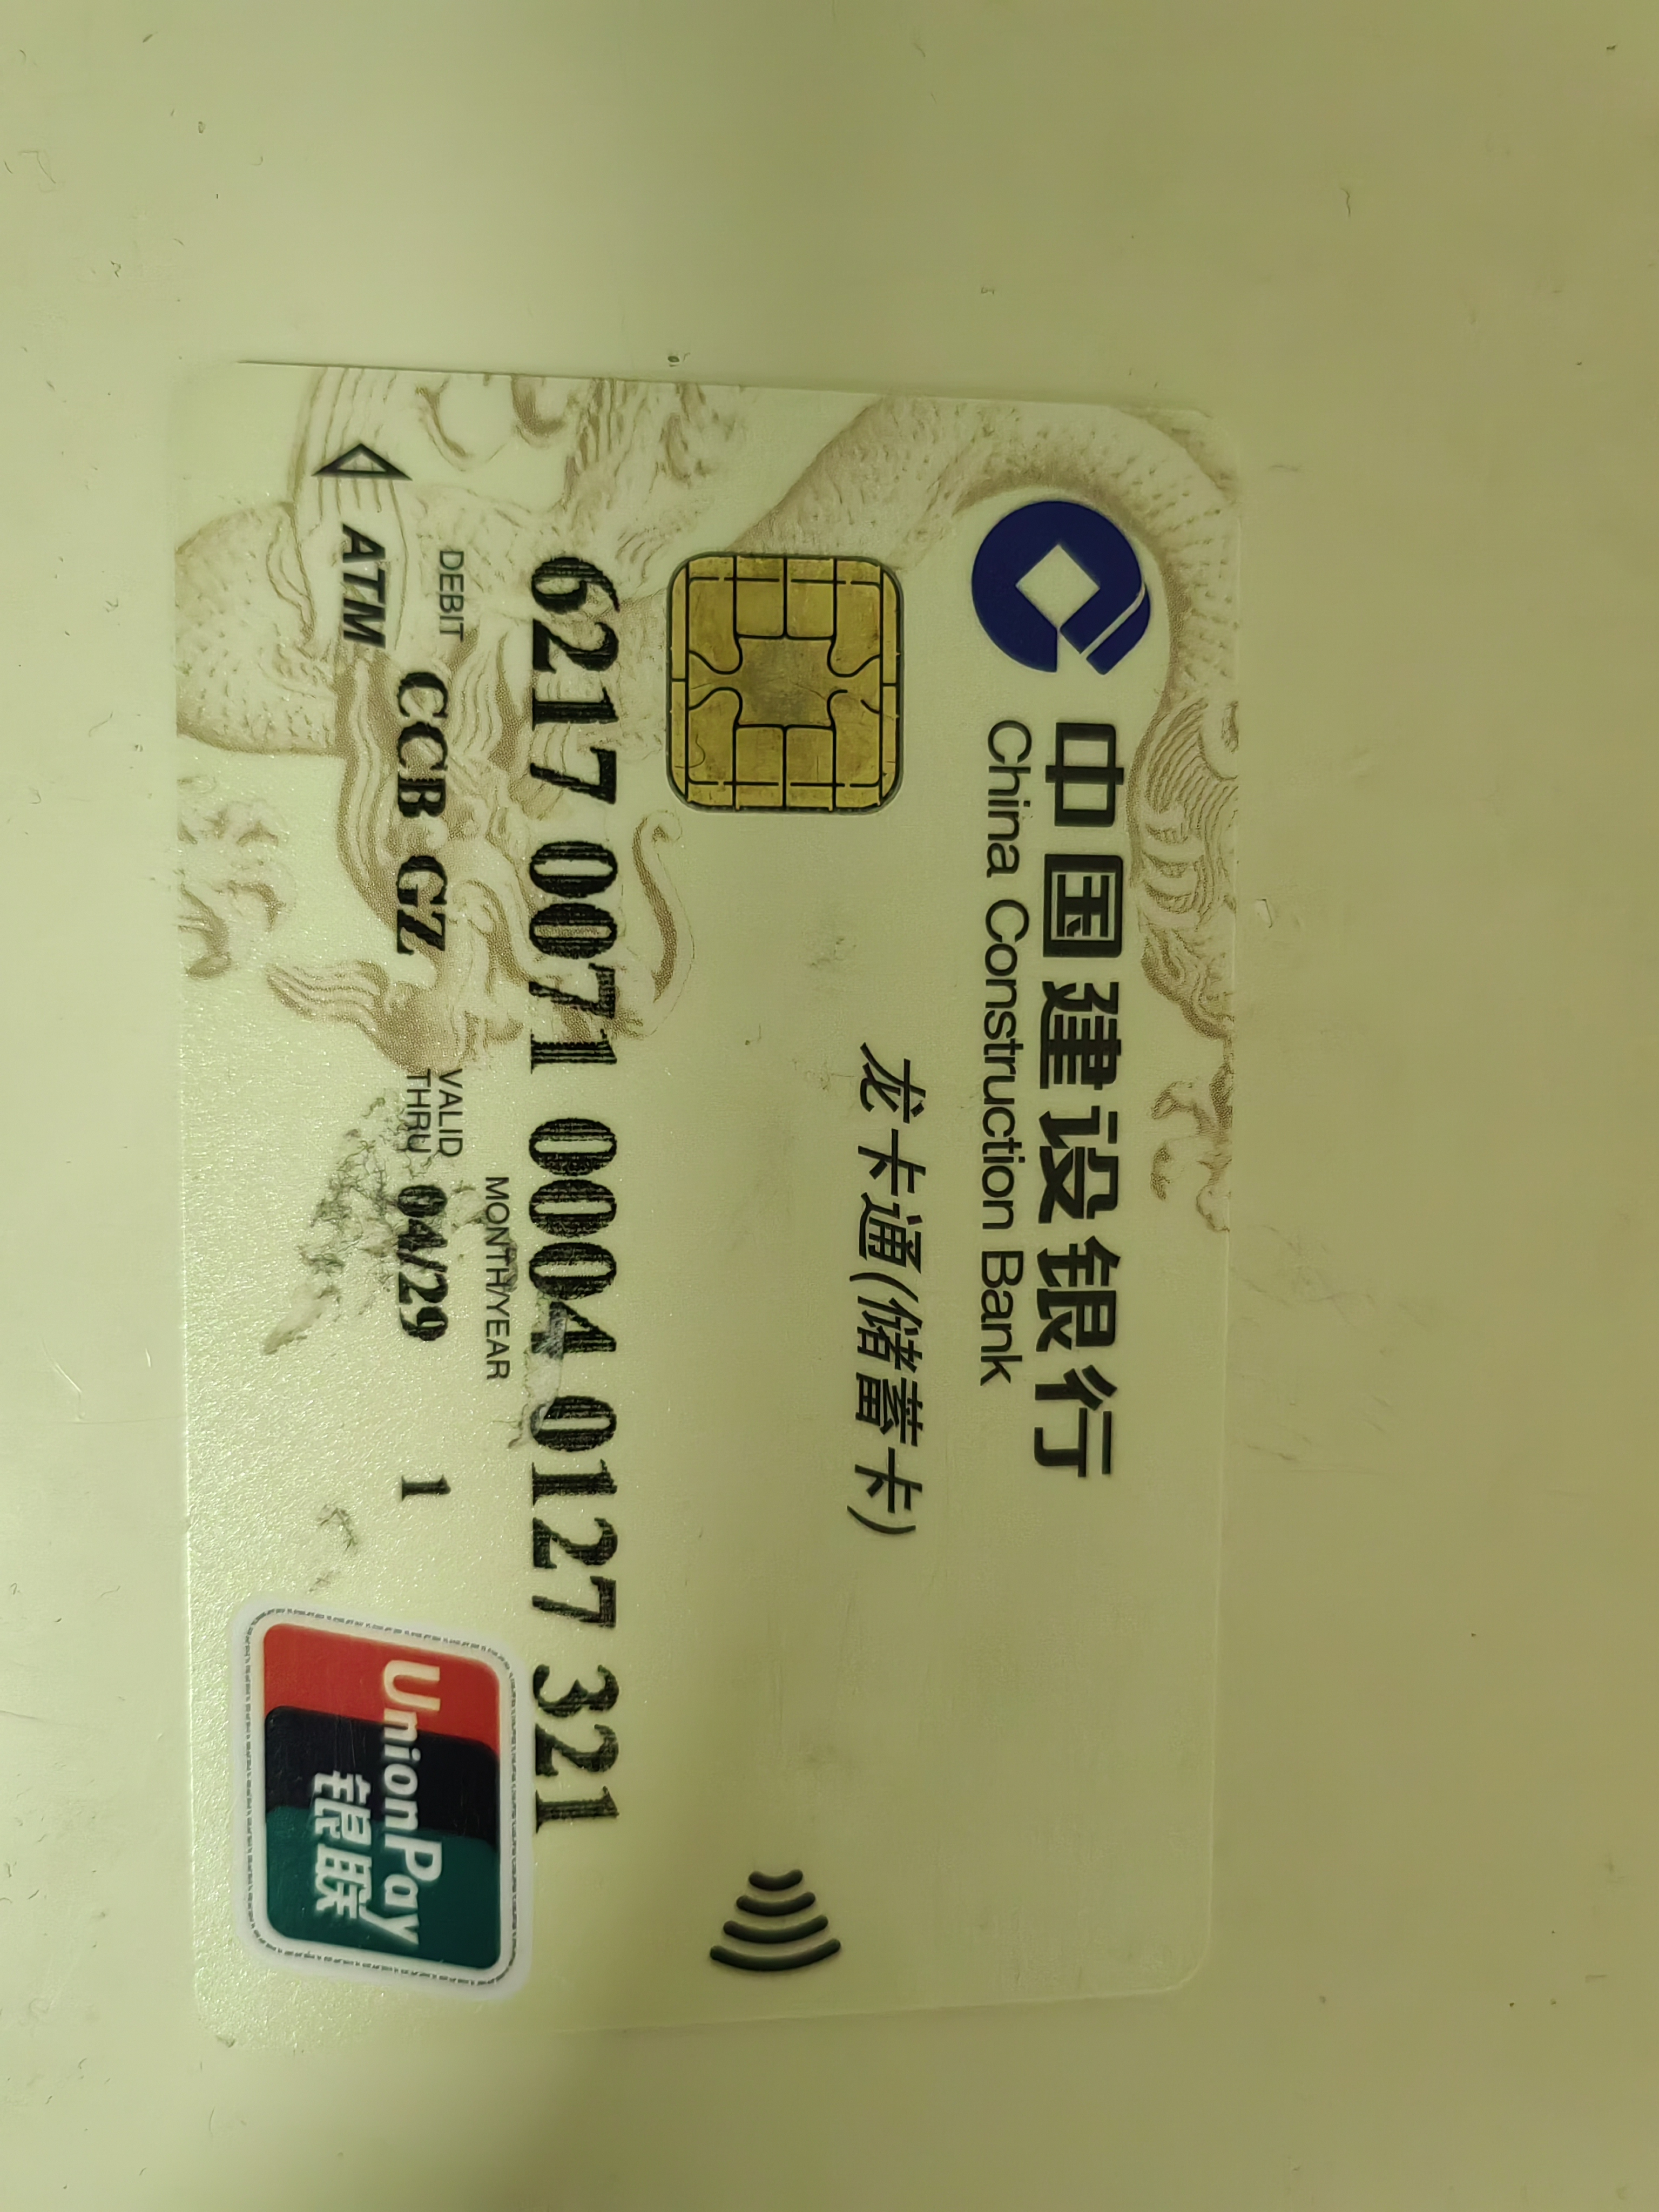 中国建设银行
China Construction Bank
龙卡通(储蓄卡)
6217 0071 0004 0127 321
MONTH/YEAR
DEBIT CCB GZ VALID THRU 04/29 1
ATM
UnionPay
银联